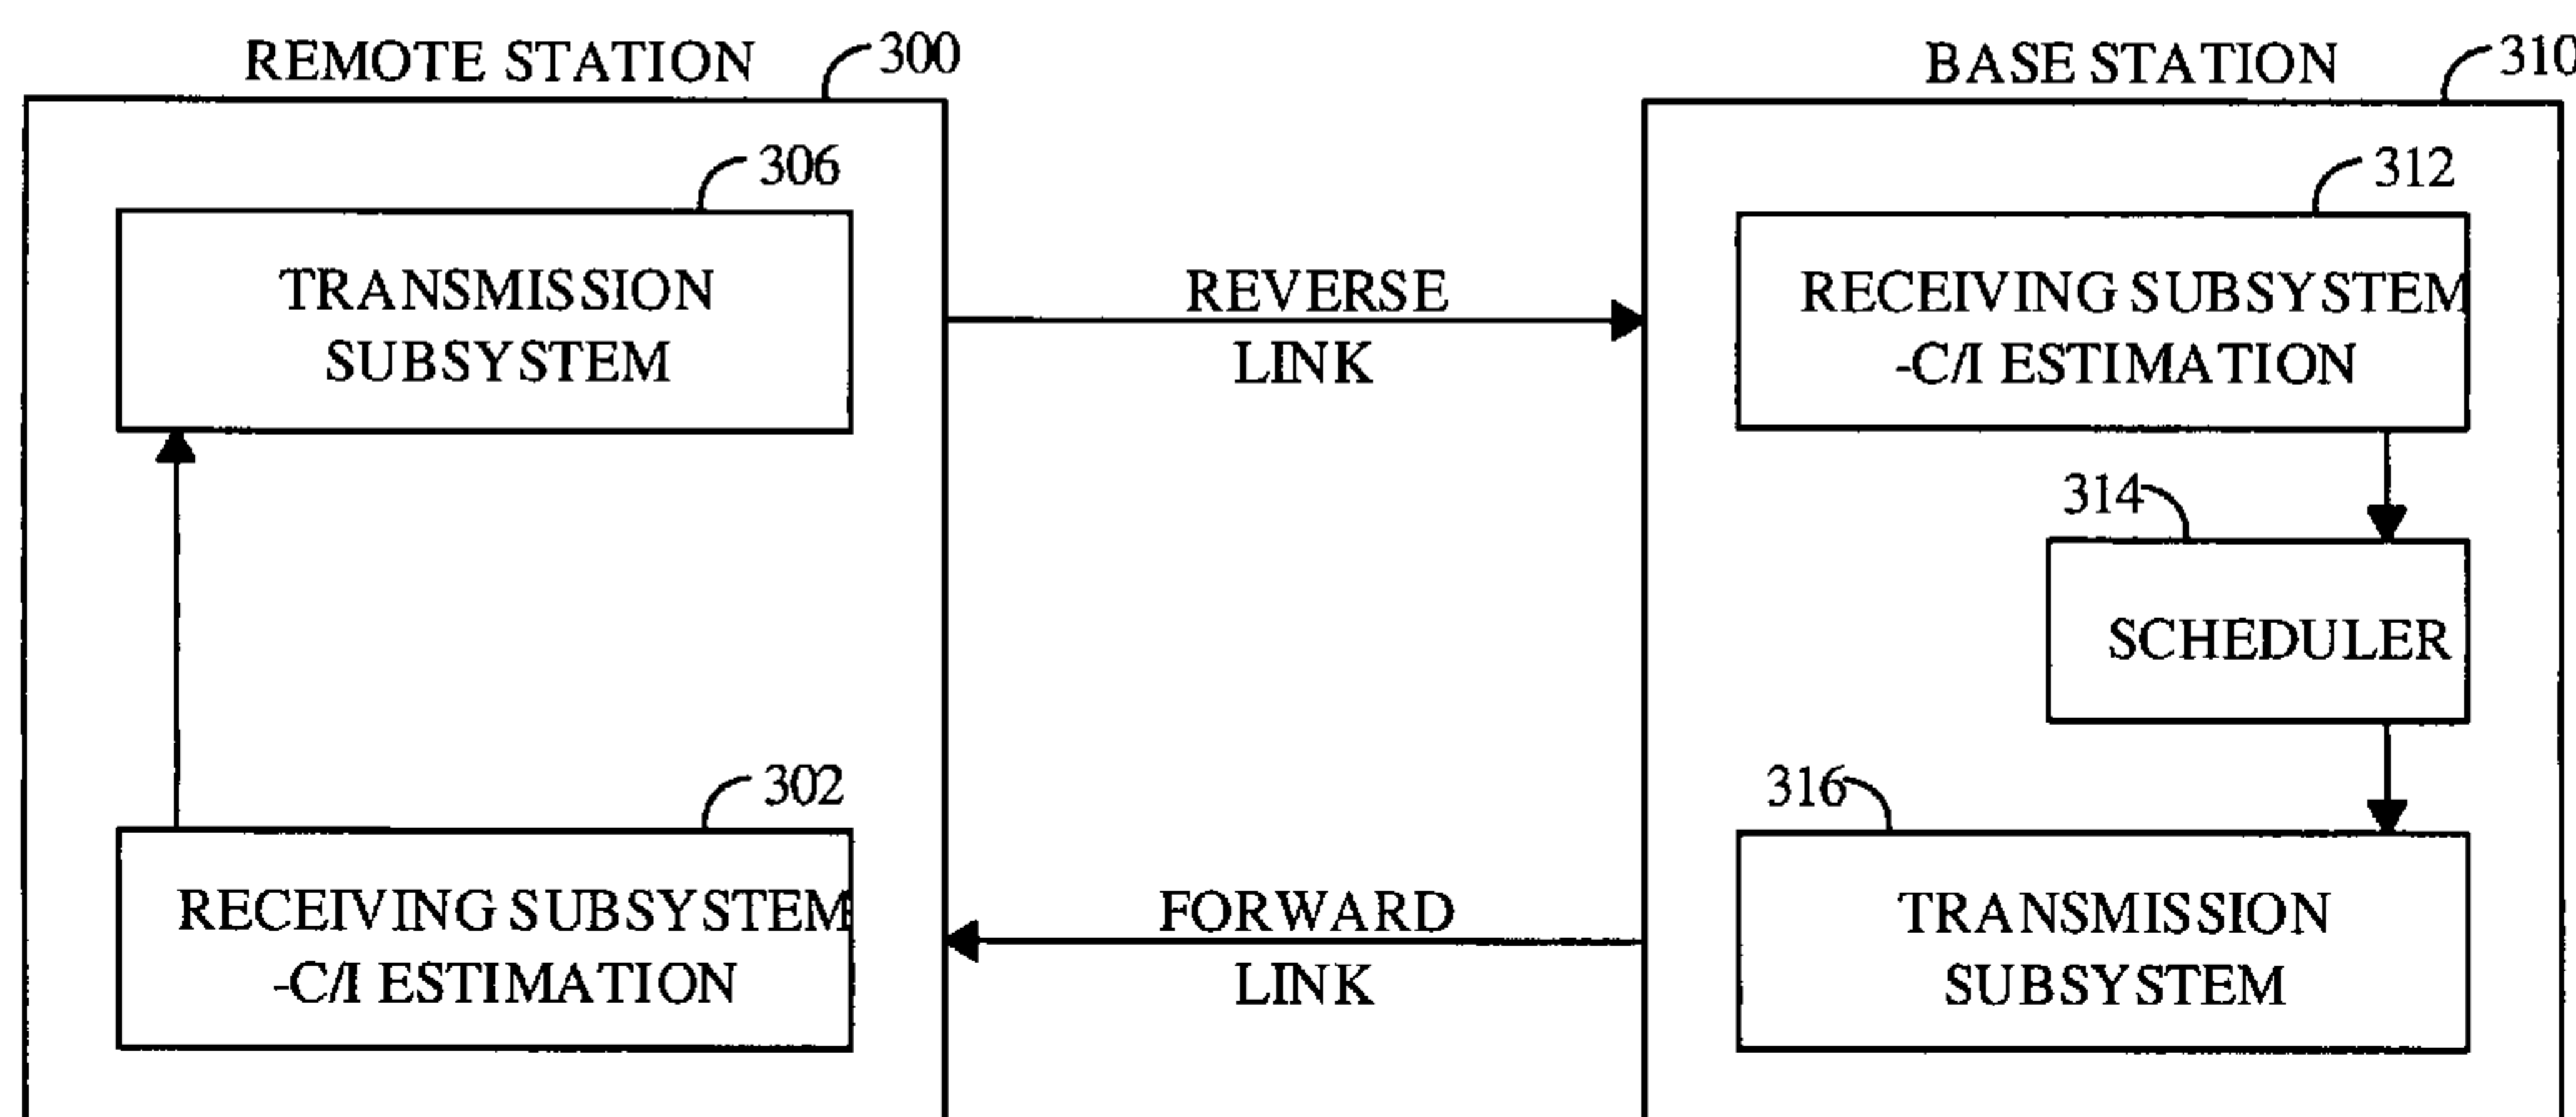 REMOTE STATION
300
BASE STATION
310
306
TRANSMISSION
SUBSYSTEM
REVERSE
LINK
312
RECEIVING SUBSYSTEM
-C/I ESTIMATION
314
SCHEDULER
302
RECEIVING SUBSYSTEM
-C/I ESTIMATION
FORWARD
LINK
316
TRANSMISSION
SUBSYSTEM